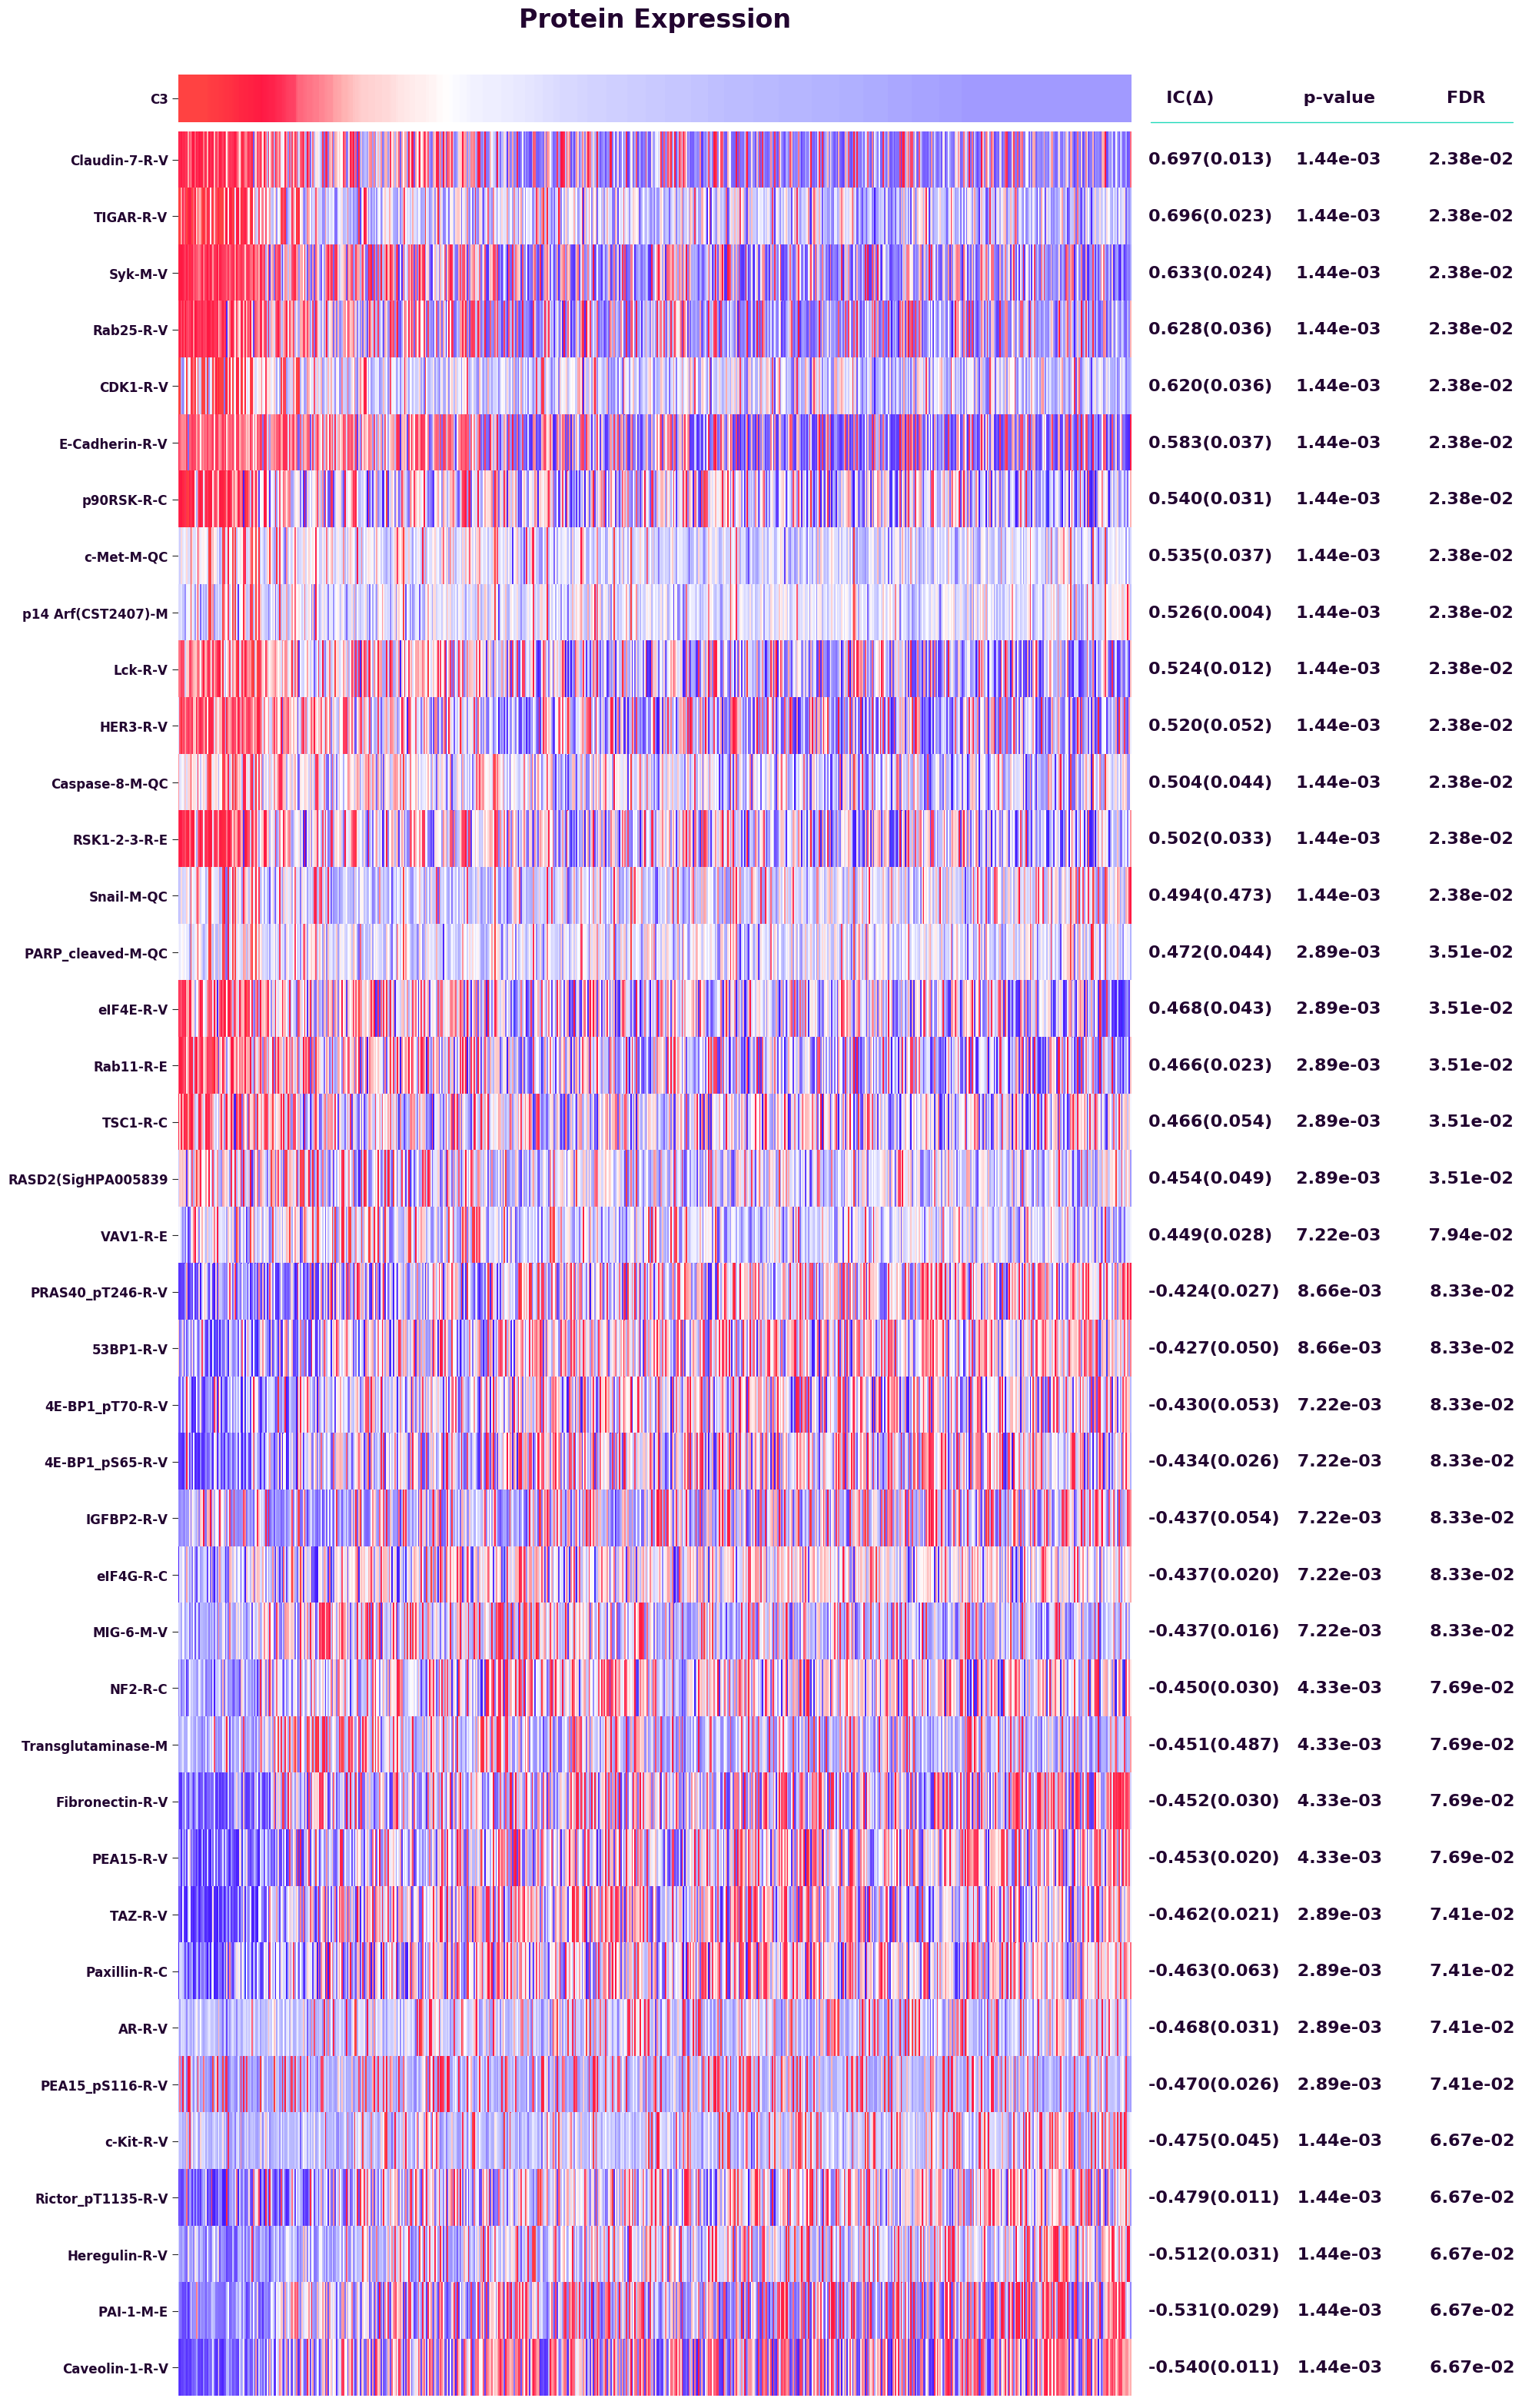 Protein Expression
C3 IC(Δ) p-value FDR
Claudin-7-R-V 0.697(0.013) 1.44e-03 2.38e-02
TIGAR-R-V 0.696(0.023) 1.44e-03 2.38e-02
Syk-M-V 0.633(0.024) 1.44e-03 2.38e-02
Rab25-R-V 0.628(0.036) 1.44e-03 2.38e-02
CDK1-R-V 0.620(0.036) 1.44e-03 2.38e-02
E-Cadherin-R-V 0.583(0.037) 1.44e-03 2.38e-02
p90RSK-R-C 0.540(0.031) 1.44e-03 2.38e-02
c-Met-M-QC 0.535(0.037) 1.44e-03 2.38e-02
p14 Arf(CST2407)-M 0.526(0.004) 1.44e-03 2.38e-02
Lck-R-V 0.524(0.012) 1.44e-03 2.38e-02
HER3-R-V 0.520(0.052) 1.44e-03 2.38e-02
Caspase-8-M-QC 0.504(0.044) 1.44e-03 2.38e-02
RSK1-2-3-R-E 0.502(0.033) 1.44e-03 2.38e-02
Snail-M-QC 0.494(0.473) 1.44e-03 2.38e-02
PARP_cleaved-M-QC 0.472(0.044) 2.89e-03 3.51e-02
eIF4E-R-V 0.468(0.043) 2.89e-03 3.51e-02
Rab11-R-E 0.466(0.023) 2.89e-03 3.51e-02
TSC1-R-C 0.466(0.054) 2.89e-03 3.51e-02
RASD2(SigHPA005839 0.454(0.049) 2.89e-03 3.51e-02
VAV1-R-E 0.449(0.028) 7.22e-03 7.94e-02
PRAS40_pT246-R-V -0.424(0.027) 8.66e-03 8.33e-02
53BP1-R-V -0.427(0.050) 8.66e-03 8.33e-02
4E-BP1_pT70-R-V -0.430(0.053) 7.22e-03 8.33e-02
4E-BP1_pS65-R-V -0.434(0.026) 7.22e-03 8.33e-02
IGFBP2-R-V -0.437(0.054) 7.22e-03 8.33e-02
eIF4G-R-C -0.437(0.020) 7.22e-03 8.33e-02
MIG-6-M-V -0.437(0.016) 7.22e-03 8.33e-02
NF2-R-C -0.450(0.030) 4.33e-03 7.69e-02
Transglutaminase-M -0.451(0.487) 4.33e-03 7.69e-02
Fibronectin-R-V -0.452(0.030) 4.33e-03 7.69e-02
PEA15-R-V -0.453(0.020) 4.33e-03 7.69e-02
TAZ-R-V -0.462(0.021) 2.89e-03 7.41e-02
Paxillin-R-C -0.463(0.063) 2.89e-03 7.41e-02
AR-R-V -0.468(0.031) 2.89e-03 7.41e-02
PEA15_pS116-R-V -0.470(0.026) 2.89e-03 7.41e-02
c-Kit-R-V -0.475(0.045) 1.44e-03 6.67e-02
Rictor_pT1135-R-V -0.479(0.011) 1.44e-03 6.67e-02
Heregulin-R-V -0.512(0.031) 1.44e-03 6.67e-02
PAI-1-M-E -0.531(0.029) 1.44e-03 6.67e-02
Caveolin-1-R-V -0.540(0.011) 1.44e-03 6.67e-02